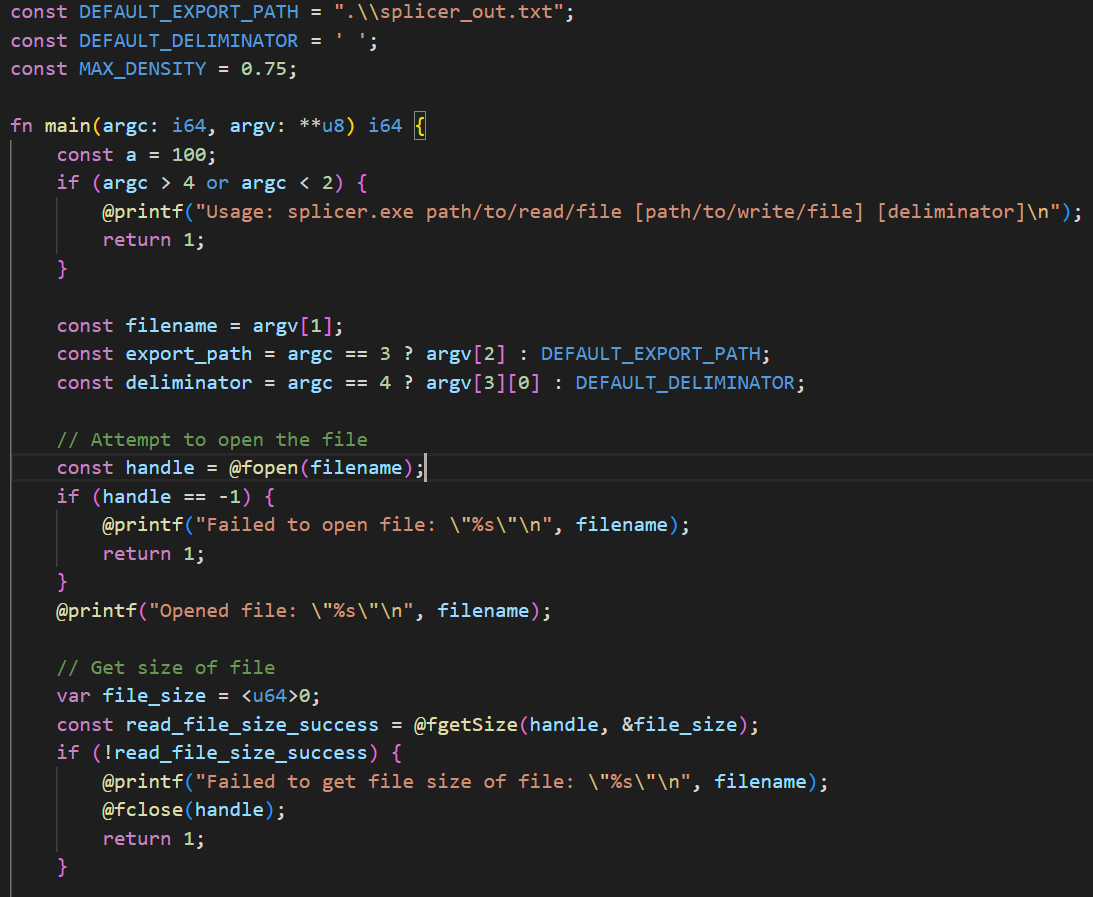 const DEFAULT_EXPORT_PATH = ".\\splicer_out.txt";
const DEFAULT_DELIMINATOR = ' ';
const MAX_DENSITY = 0.75;

fn main(argc: i64, argv: **u8) i64 {
    const a = 100;
    if (argc > 4 or argc < 2) {
        @printf("Usage: splicer.exe path/to/read/file [path/to/write/file] [deliminator]\n");
        return 1;
    }

    const filename = argv[1];
    const export_path = argc == 3 ? argv[2] : DEFAULT_EXPORT_PATH;
    const deliminator = argc == 4 ? argv[3][0] : DEFAULT_DELIMINATOR;

    // Attempt to open the file
    const handle = @fopen(filename);
    if (handle == -1) {
        @printf("Failed to open file: \"%s\"\n", filename);
        return 1;
    }
    @printf("Opened file: \"%s\"\n", filename);

    // Get size of file
    var file_size = <u64>0;
    const read_file_size_success = @fgetSize(handle, &file_size);
    if (!read_file_size_success) {
        @printf("Failed to get file size of file: \"%s\"\n", filename);
        @fclose(handle);
        return 1;
    }